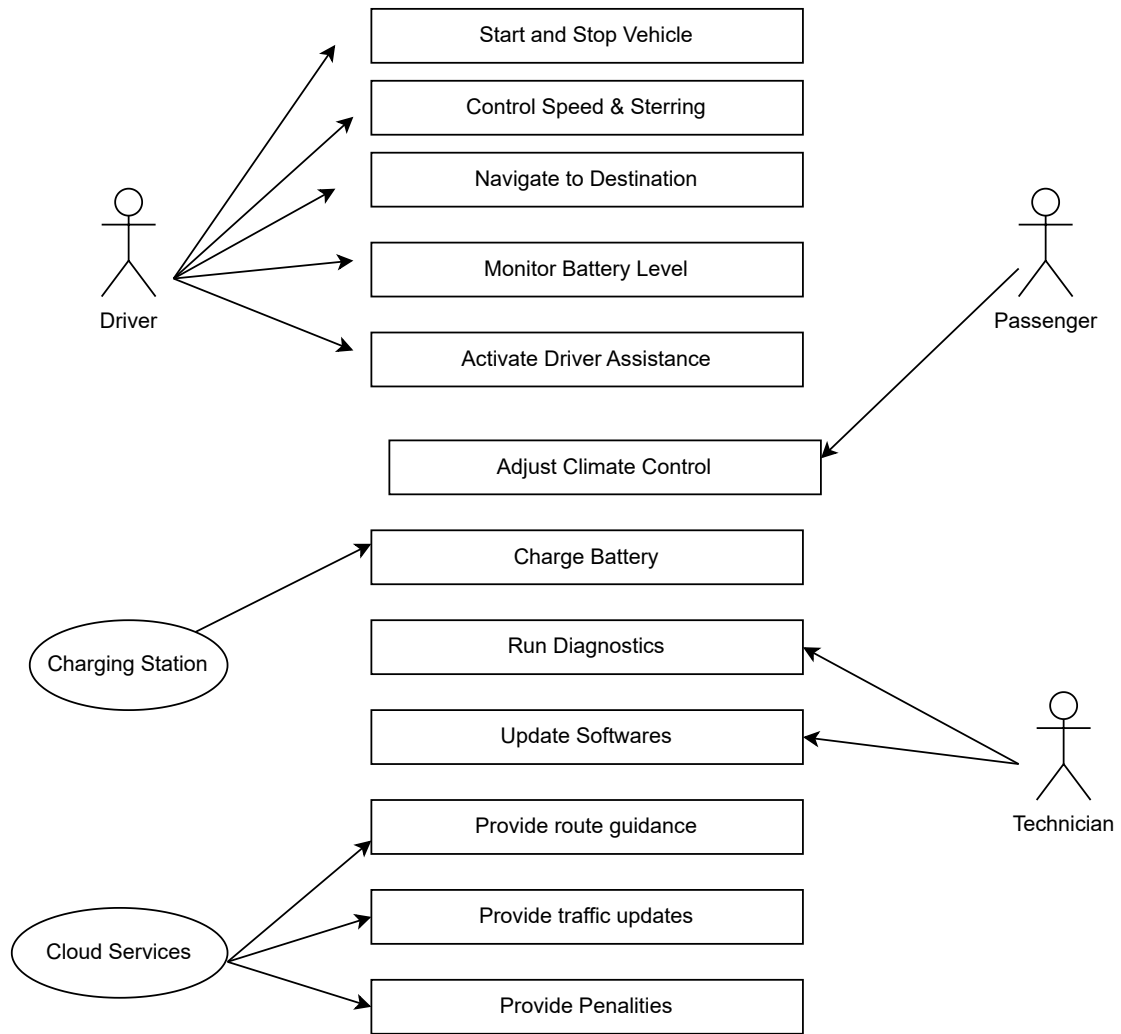 Start and Stop Vehicle
Control Speed & Sterring
Navigate to Destination
Monitor Battery Level
Driver
Passenger
Activate Driver Assistance
Adjust Climate Control
Charge Battery
Run Diagnostics
Charging Station
Update Softwares
Provide route guidance
Technician
Provide traffic updates
Cloud Services
Provide Penalities